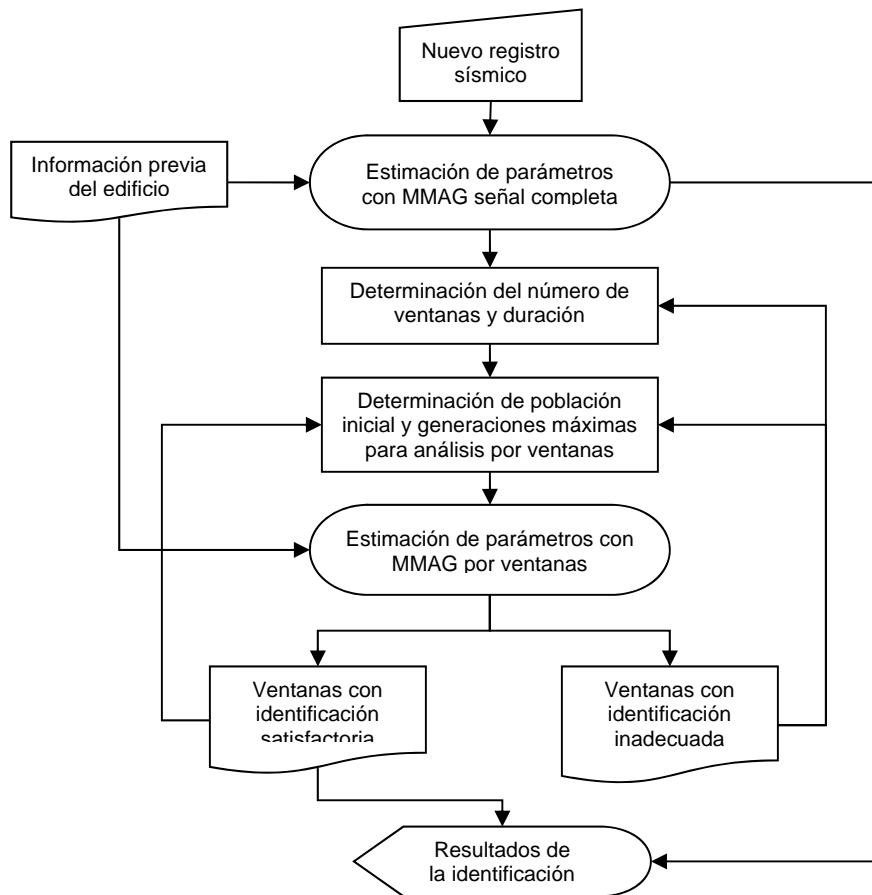 Nuevo registro
sísmico
Información previa
del edificio
Estimación de parámetros
con MMAG señal completa
Determinación del número de
ventanas y duración
Determinación de población
inicial y generaciones máximas
para análisis por ventanas
Estimación de parámetros con
MMAG por ventanas
Ventanas con
identificación
satisfactoria
Ventanas con
identificación
inadecuada
Resultados de
la identificación